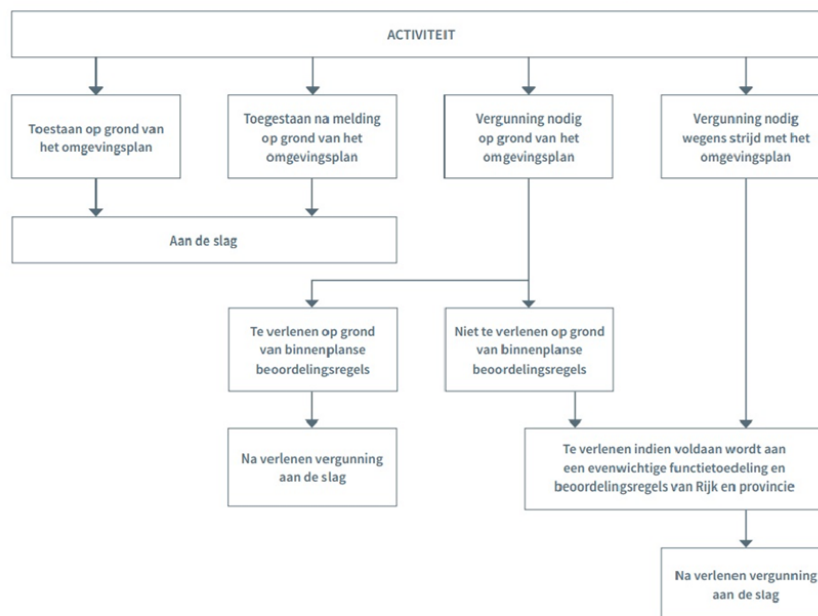 ACTIVITEIT
Toestaan op grond van
het omgevingsplan
Toegestaan na melding
op grond van het
omgevingsplan
Vergunning nodig
op grond van het
omgevingsplan
Vergunning nodig
wegens strijd met het
omgevingsplan
Aan de slag
Te verlenen op grond
van binnenplanse
beoordelingsregels
Niet te verlenen op grond
van binnenplanse
beoordelingsregels
Na verlenen vergunning
aan de slag
Te verlenen indien voldaan wordt aan
een evenwichtige functietoedeling en
beoordelingsregels van Rijk en provincie
Na verlenen vergunning
aan de slag